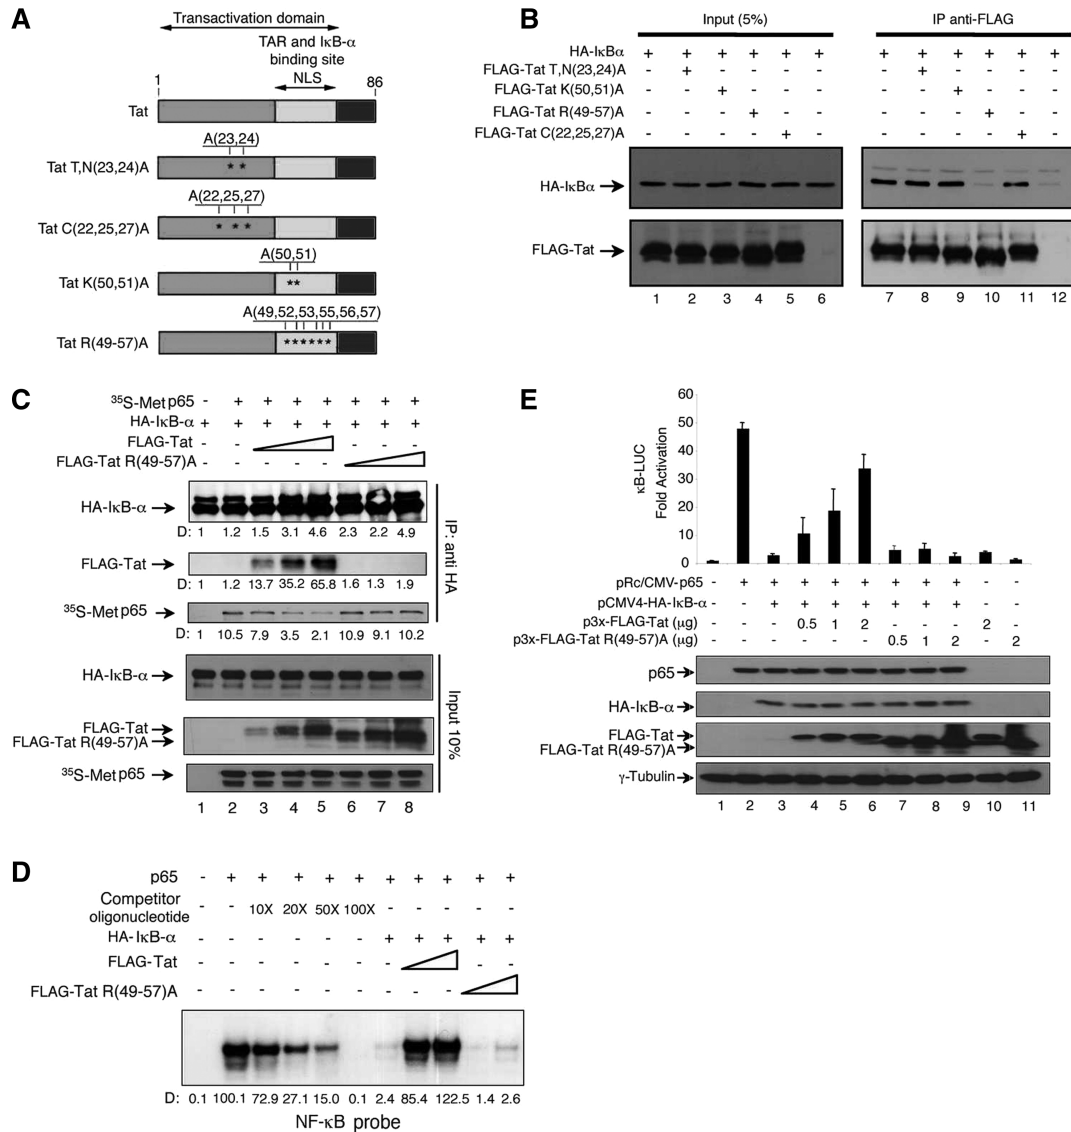 A
Transactivation domain
TAR and IκB-α
binding site
NLS
1
86
Tat
A(23,24)
* *
Tat T,N(23,24)A
A(22,25,27)
* * *
Tat C(22,25,27)A
A(50,51)
**
Tat K(50,51)A
A(49,52,53,55,56,57)
******
Tat R(49-57)A
B
Input (5%) IP anti-FLAG
HA-IκBα + + + + + + + + + + + +
FLAG-Tat T,N(23,24)A - + - - - - - + - - - -
FLAG-Tat K(50,51)A - - + - - - - - + - - -
FLAG-Tat R(49-57)A - - - + - - - - - + - -
FLAG-Tat C(22,25,27)A - - - - + - - - - - + -
HA-IκBα
FLAG-Tat
1 2 3 4 5 6 7 8 9 10 11 12
C
35S-Met p65 - + + + + + + +
HA-IκB-α + + + + + + + +
FLAG-Tat - - - - -
FLAG-Tat R(49-57)A - - - - -
HA-IκB-α
D: 1 1.2 1.5 3.1 4.6 2.3 2.2 4.9
FLAG-Tat
D: 1 1.2 13.7 35.2 65.8 1.6 1.3 1.9
35S-Met p65
D: 1 10.5 7.9 3.5 2.1 10.9 9.1 10.2
IP: anti HA
HA-IκB-α
FLAG-Tat
FLAG-Tat R(49-57)A
35S-Met p65
Input 10%
1 2 3 4 5 6 7 8
E
κB-LUC
Fold Activation
60
50
40
30
20
10
0
pRc/CMV-p65 - + + + + + + + + - -
pCMV4-HA-IκB-α - - + + + + + + + - -
p3x-FLAG-Tat (µg) - - - 0.5 1 2 - - - 2 -
p3x-FLAG-Tat R(49-57)A (µg) - - - - - - 0.5 1 2 - 2
p65
HA-IκB-α
FLAG-Tat
FLAG-Tat R(49-57)A
γ-Tubulin
1 2 3 4 5 6 7 8 9 10 11
D
p65 - + + + + + + + + + +
Competitor
oligonucleotide - - 10X 20X 50X 100X - - - - -
HA-IκB-α - - - - - - + + + + +
FLAG-Tat - - - - - - - - -
FLAG-Tat R(49-57)A - - - - - - - - -
D: 0.1 100.1 72.9 27.1 15.0 0.1 2.4 85.4 122.5 1.4 2.6
NF-κB probe